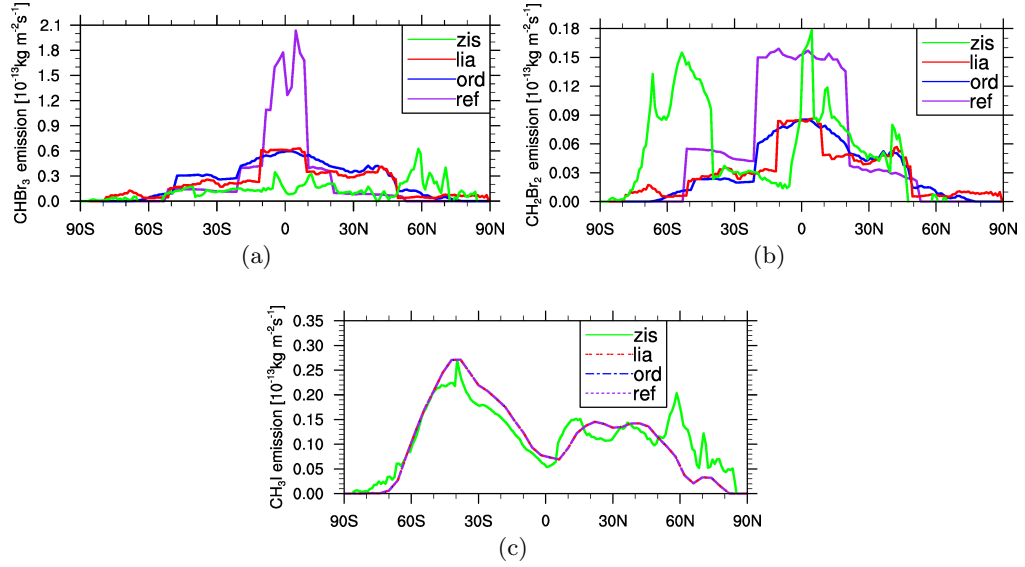 CHBr₃ emission [10⁻¹³kg m⁻²s⁻¹]
2.1
1.8
1.5
1.2
0.9
0.6
0.3
0.0
zis
lia
ord
ref
90S 60S 30S 0 30N 60N 90N
(a)
CH₂Br₂ emission [10⁻¹³kg m⁻²s⁻¹]
0.18
0.15
0.12
0.09
0.06
0.03
0.00
zis
lia
ord
ref
90S 60S 30S 0 30N 60N 90N
(b)
CH₃I emission [10⁻¹³kg m⁻²s⁻¹]
0.35
0.30
0.25
0.20
0.15
0.10
0.05
0.00
zis
lia
ord
ref
90S 60S 30S 0 30N 60N 90N
(c)